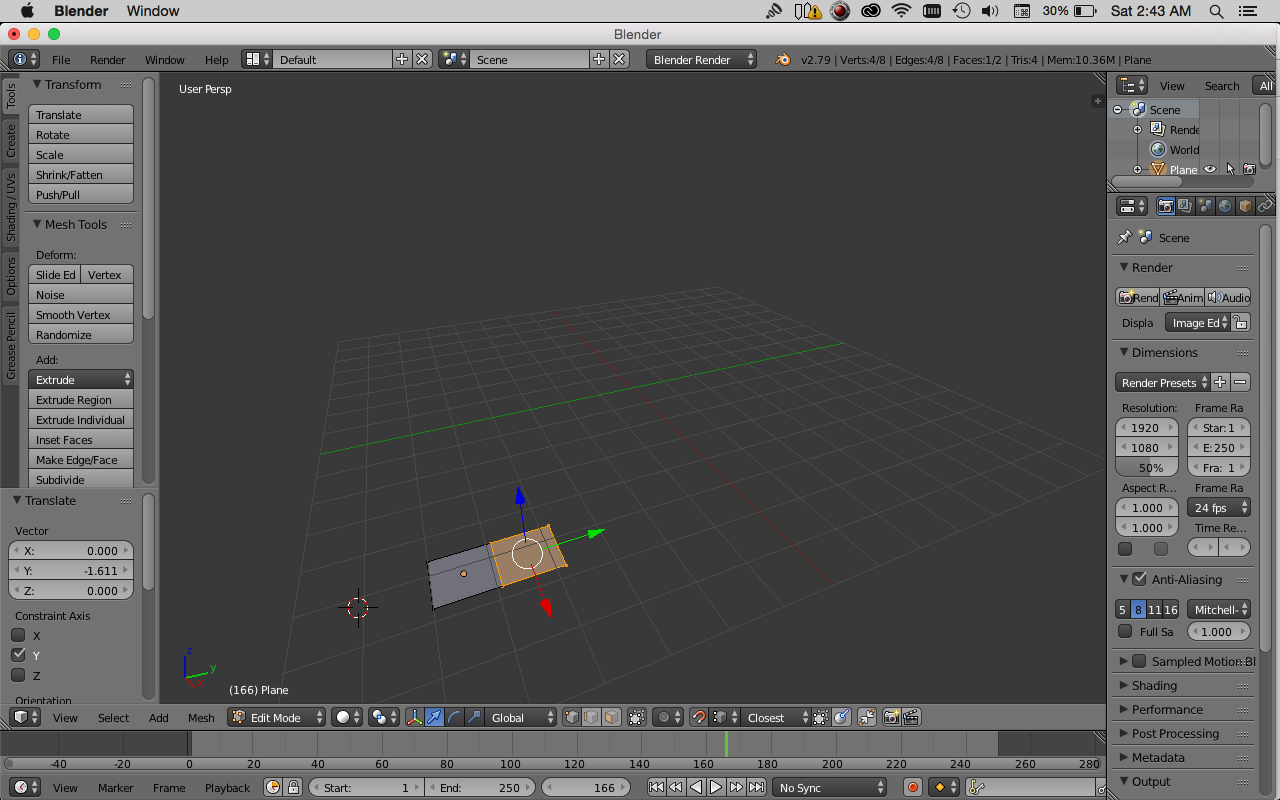 Blender Window 30% Sat 2:43 AM
Blender
File Render Window Help Default Scene Blender Render v2.79 | Verts:4/8 | Edges:4/8 | Faces:1/2 | Tris:4 | Mem:10.36M | Plane
Tools
Create
Shading / UVs
Options
Grease Pencil
Transform
Translate
Rotate
Scale
Shrink/Fatten
Push/Pull
Mesh Tools
Deform:
Slide Ed Vertex
Noise
Smooth Vertex
Randomize
Add:
Extrude
Extrude Region
Extrude Individual
Inset Faces
Make Edge/Face
Subdivide
Translate
Vector
X: 0.000
Y: -1.611
Z: 0.000
Constraint Axis
X
Y
Z
Orientation
User Persp
z
y
(166) Plane
View Select Add Mesh Edit Mode Global Closest
-40 -20 0 20 40 60 80 100 120 140 160 180 200 220 240 260 280
View Marker Frame Playback Start: 1 End: 250 166 No Sync
View Search All
Scene
Rende
World
Plane
Scene
Render
Rend Anim Audio
Displa Image Ed
Dimensions
Render Presets
Resolution: Frame Ra
1920 Star: 1
1080 E: 250
50% Fra: 1
Aspect R... Frame Ra
1.000 24 fps
1.000 Time Re...
Anti-Aliasing
5 8 11 16 Mitchell-
Full Sa 1.000
Sampled Motion Bl
Shading
Performance
Post Processing
Metadata
Output